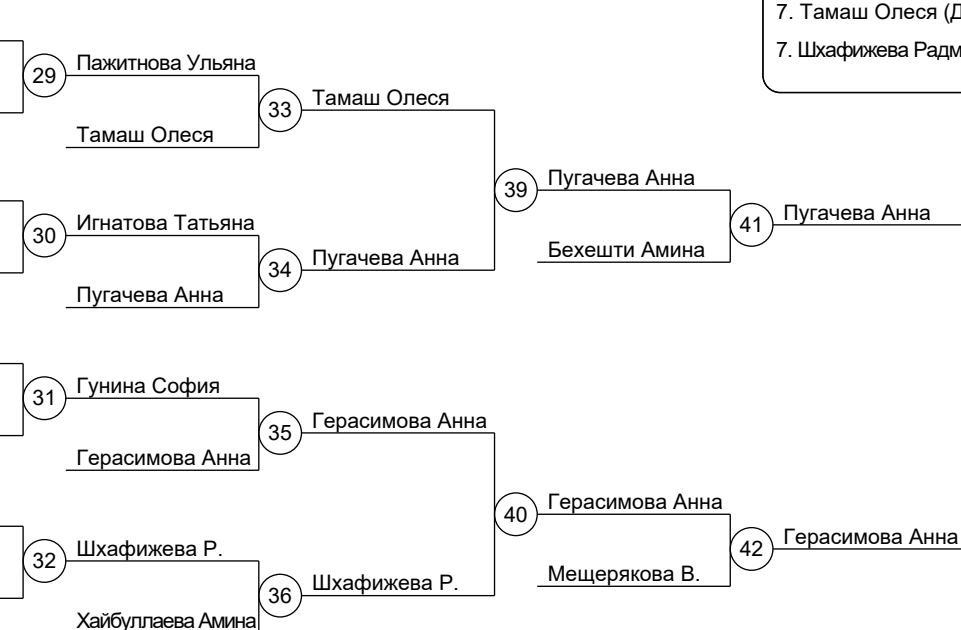 7. Тамаш Олеся (Д
7. Шхафижева Радм
29
Пажитнова Ульяна
33
Тамаш Олеся
Тамаш Олеся
39
Пугачева Анна
30
Игнатова Татьяна
41
Пугачева Анна
34
Пугачева Анна
Бехешти Амина
Пугачева Анна
31
Гунина София
35
Герасимова Анна
Герасимова Анна
40
Герасимова Анна
32
Шхафижева Р.
42
Герасимова Анна
36
Шхафижева Р.
Мещерякова В.
Хайбуллаева Амина